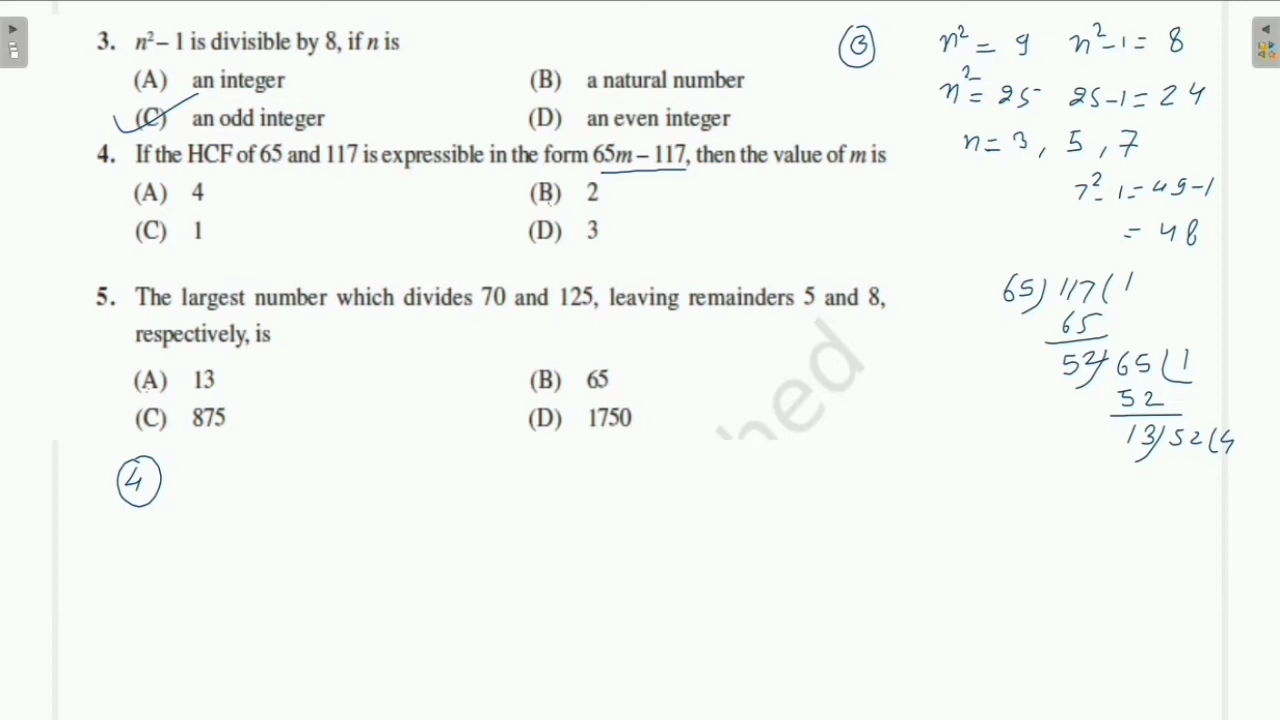 3. n² – 1 is divisible by 8, if n is
(A) an integer (B) a natural number
(C) an odd integer (D) an even integer
4. If the HCF of 65 and 117 is expressible in the form 65m – 117, then the value of m is
(A) 4 (B) 2
(C) 1 (D) 3
5. The largest number which divides 70 and 125, leaving remainders 5 and 8,
respectively, is
(A) 13 (B) 65
(C) 875 (D) 1750
4
3 n² = 9 n²-1 = 8
n² = 25 25-1 = 24
n = 3, 5, 7
7²-1 = 49-1
= 48
65) 117 ( 1
65
52) 65 ( 1
52
13) 52 ( 4
hed